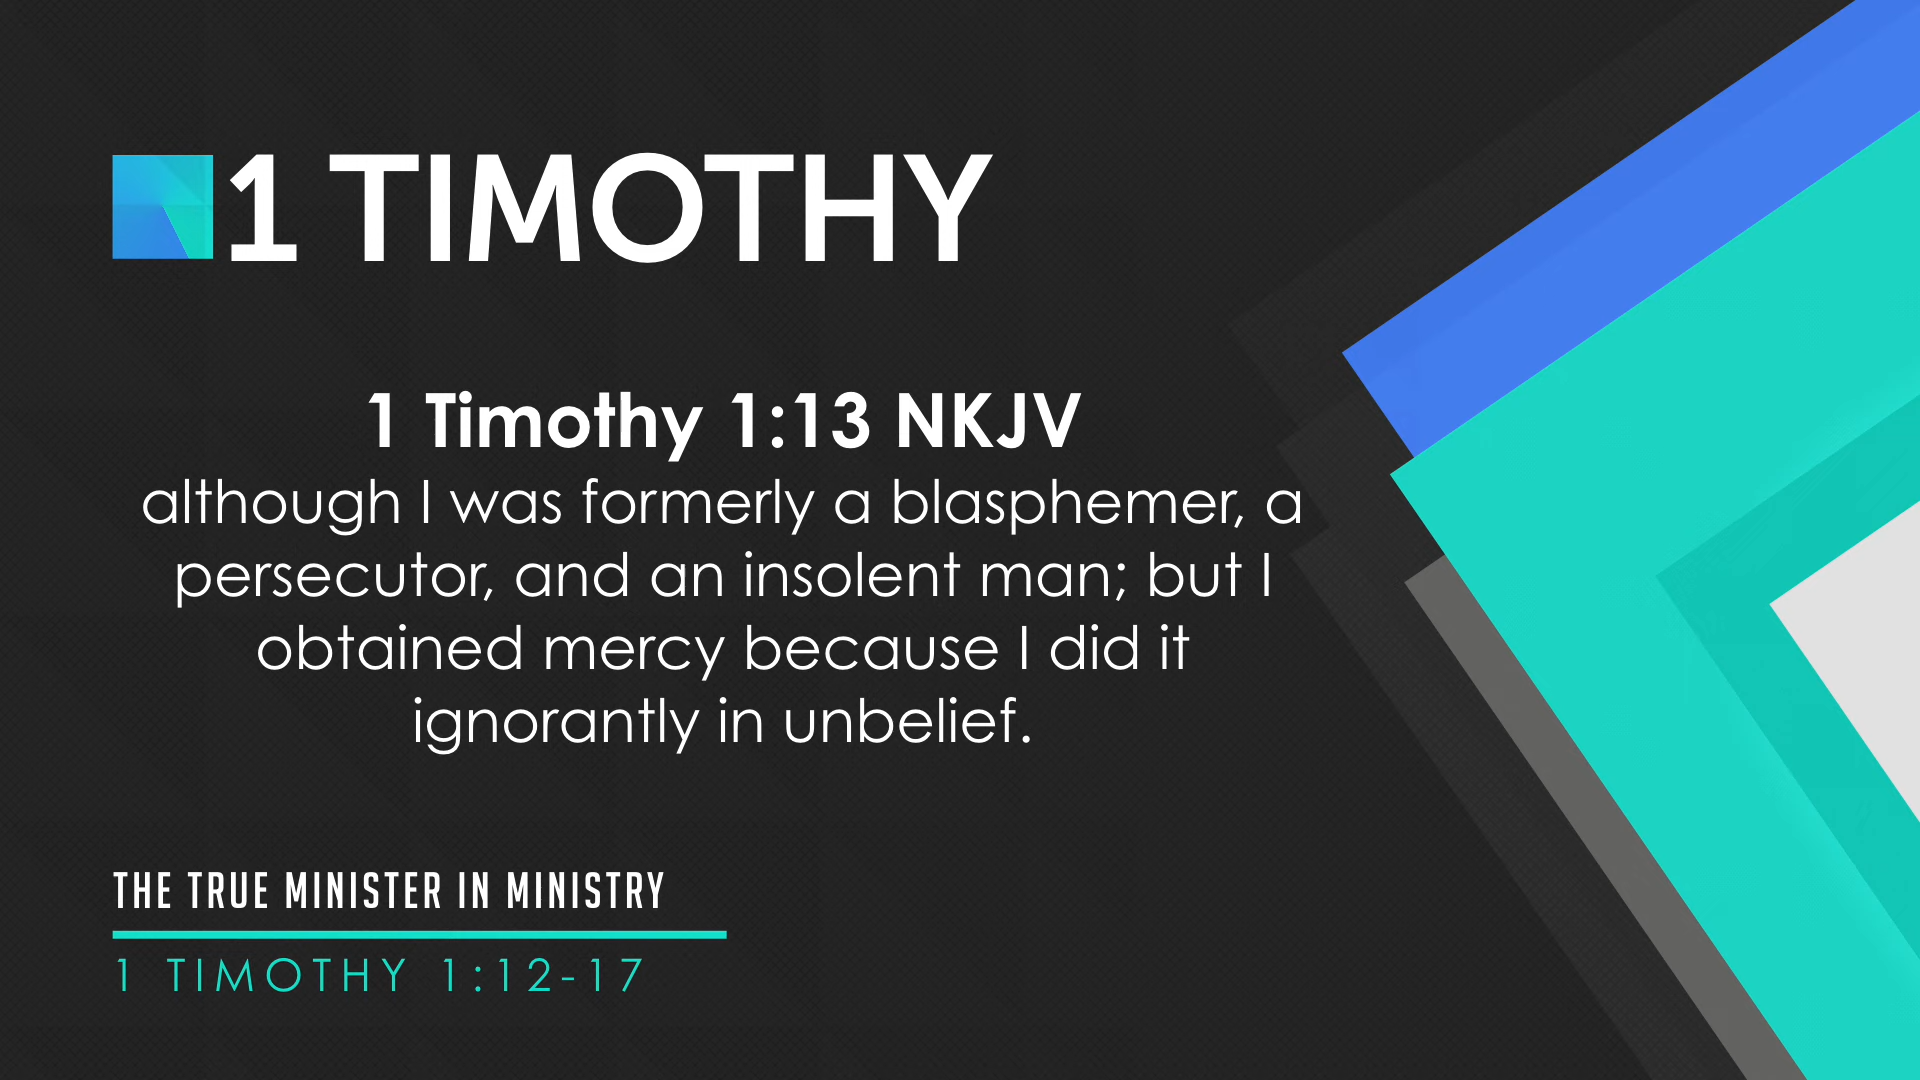 1 TIMOTHY
1 Timothy 1:13 NKJV
although I was formerly a blasphemer, a
persecutor, and an insolent man; but I
obtained mercy because I did it
ignorantly in unbelief.
THE TRUE MINISTER IN MINISTRY
1 TIMOTHY 1:12-17